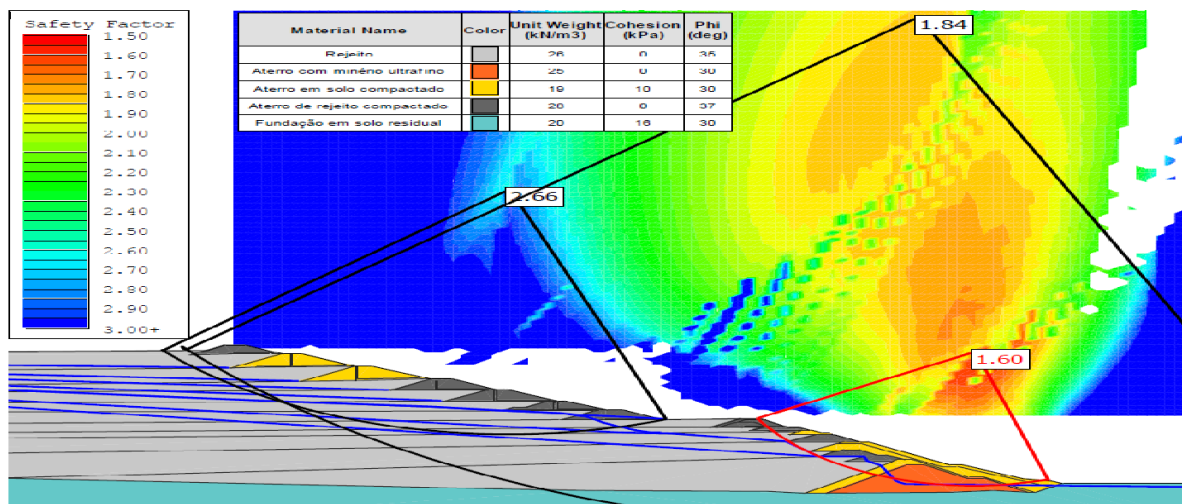 Safety Factor
1.50
1.60
1.70
1.80
1.90
2.00
2.10
2.20
2.30
2.40
2.50
2.60
2.70
2.80
2.90
3.00+
Material Name Color Unit Weight (kN/m3) Cohesion (kPa) Phi (deg)
Rejeito 26 0 35
Aterro com minério ultrafino 25 0 30
Aterro em solo compactado 19 10 30
Aterro de rejeito compactado 28 0 37
Fundação em solo residual 20 16 30
1.84
2.66
1.60